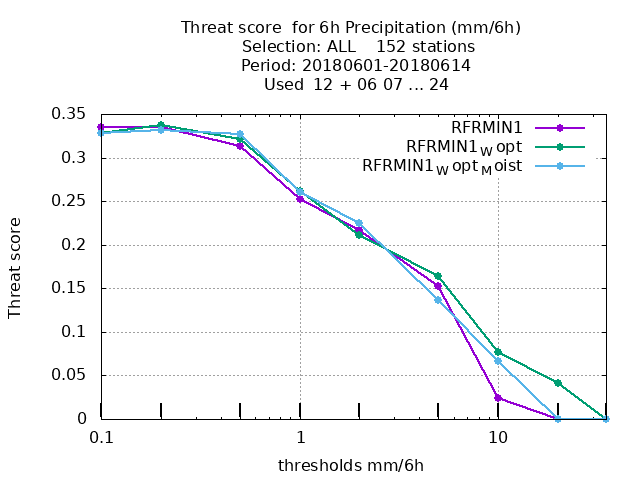 Threat score  for 6h Precipitation (mm/6h)
Selection: ALL    152 stations
Period: 20180601-20180614
Used  12 + 06 07 ... 24
0.35
0.3
0.25
0.2
0.15
0.1
0.05
0
Threat score
RFRMIN1
RFRMIN1Wopt
RFRMIN1WoptMoist
0.1
1
10
thresholds mm/6h